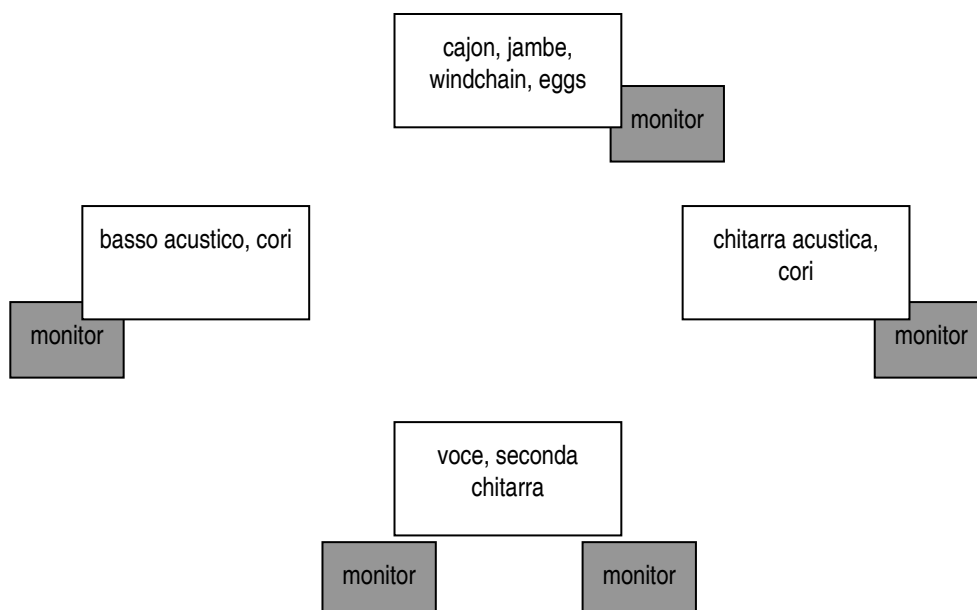 cajon, jambe,
windchain, eggs
monitor
basso acustico, cori
monitor
chitarra acustica,
cori
monitor
voce, seconda
chitarra
monitor
monitor